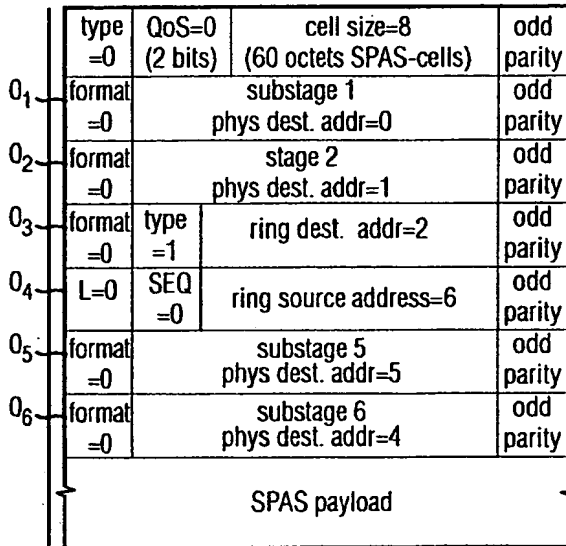 type QoS=0 cell size=8 odd
=0 (2 bits) (60 octets SPAS-cells) parity
0₁ format substage 1 odd
=0 phys dest. addr=0 parity
0₂ format stage 2 odd
=0 phys dest. addr=1 parity
0₃ format type ring dest. addr=2 odd
=0 =1 parity
0₄ L=0 SEQ ring source address=6 odd
=0 parity
0₅ format substage 5 odd
=0 phys dest. addr=5 parity
0₆ format substage 6 odd
=0 phys dest. addr=4 parity
SPAS payload